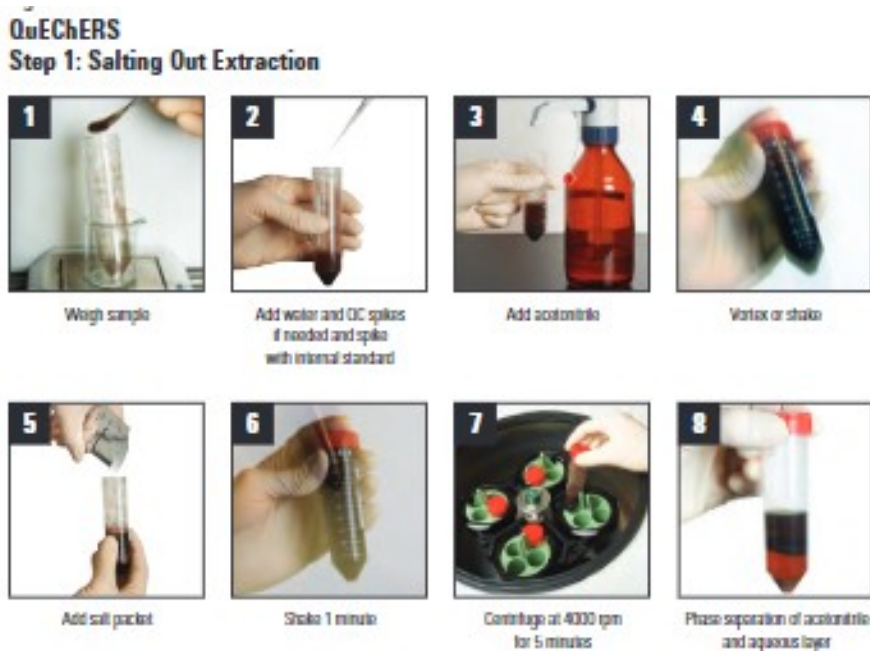 QuEChERS
Step 1: Salting Out Extraction
1
2
3
4
Weigh sample
Add water and QC spikes
if needed and spike
with internal standard
Add acetonitrile
Vortex or shake
5
6
7
8
Add salt packet
Shake 1 minute
Centrifuge at 4000 rpm
for 5 minutes
Phase separation of acetonitrile
and aqueous layer